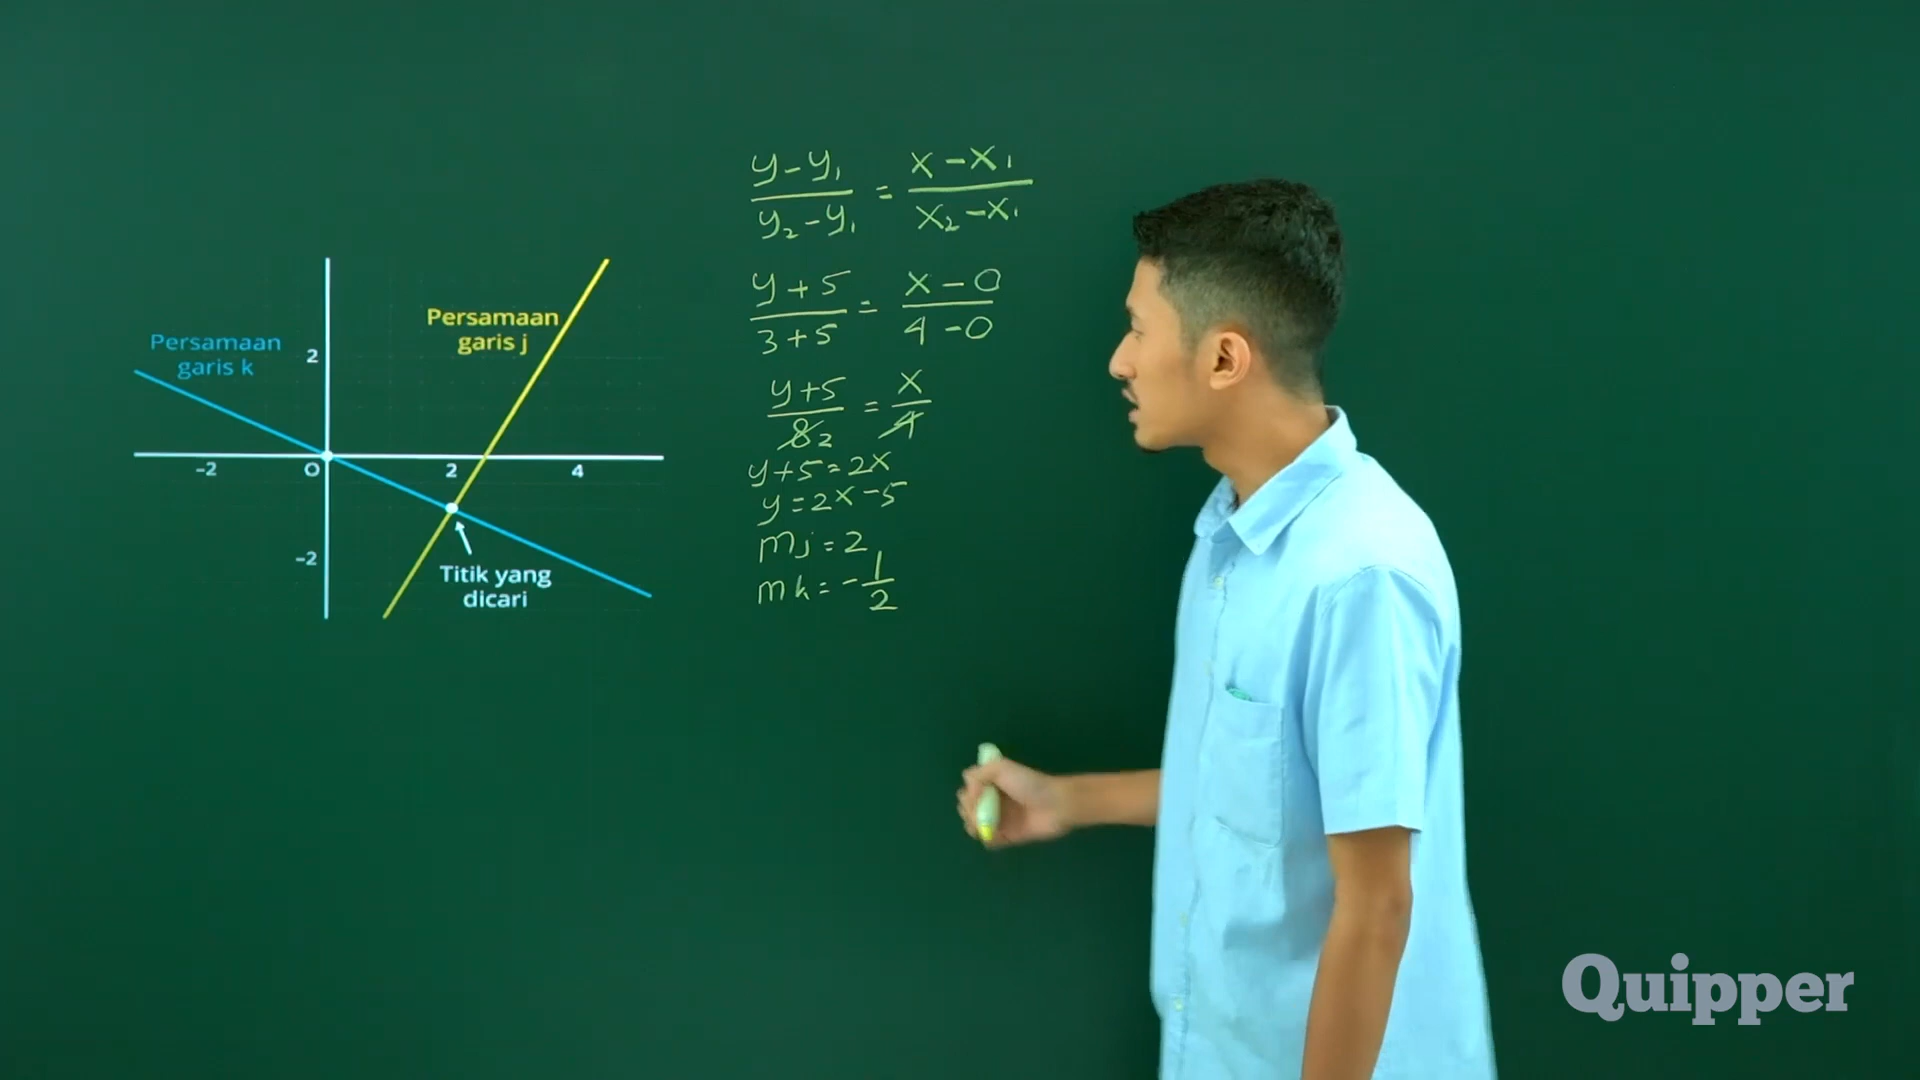 Persamaan
garis k
Persamaan
garis j
2
-2
O
2
4
-2
Titik yang
dicari
y-y₁/y₂-y₁ = x-x₁/x₂-x₁
y+5/3+5 = x-0/4-0
y+5/8 2 = x/4
y+5=2x
y=2x-5
mj=2
mk=-1/2
Quipper